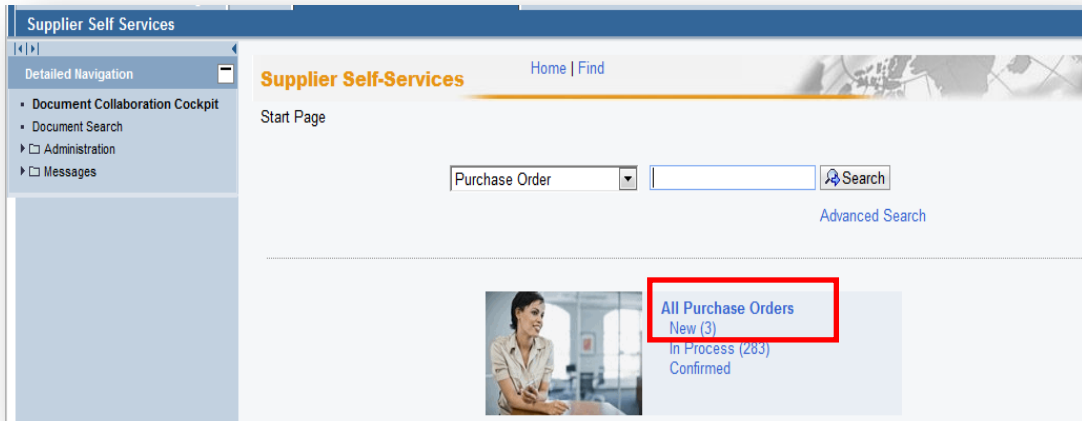 Supplier Self Services
Detailed Navigation
Document Collaboration Cockpit
Document Search
Administration
Messages
Supplier Self-Services
Home | Find
Start Page
Purchase Order
Search
Advanced Search
All Purchase Orders
New (3)
In Process (283)
Confirmed